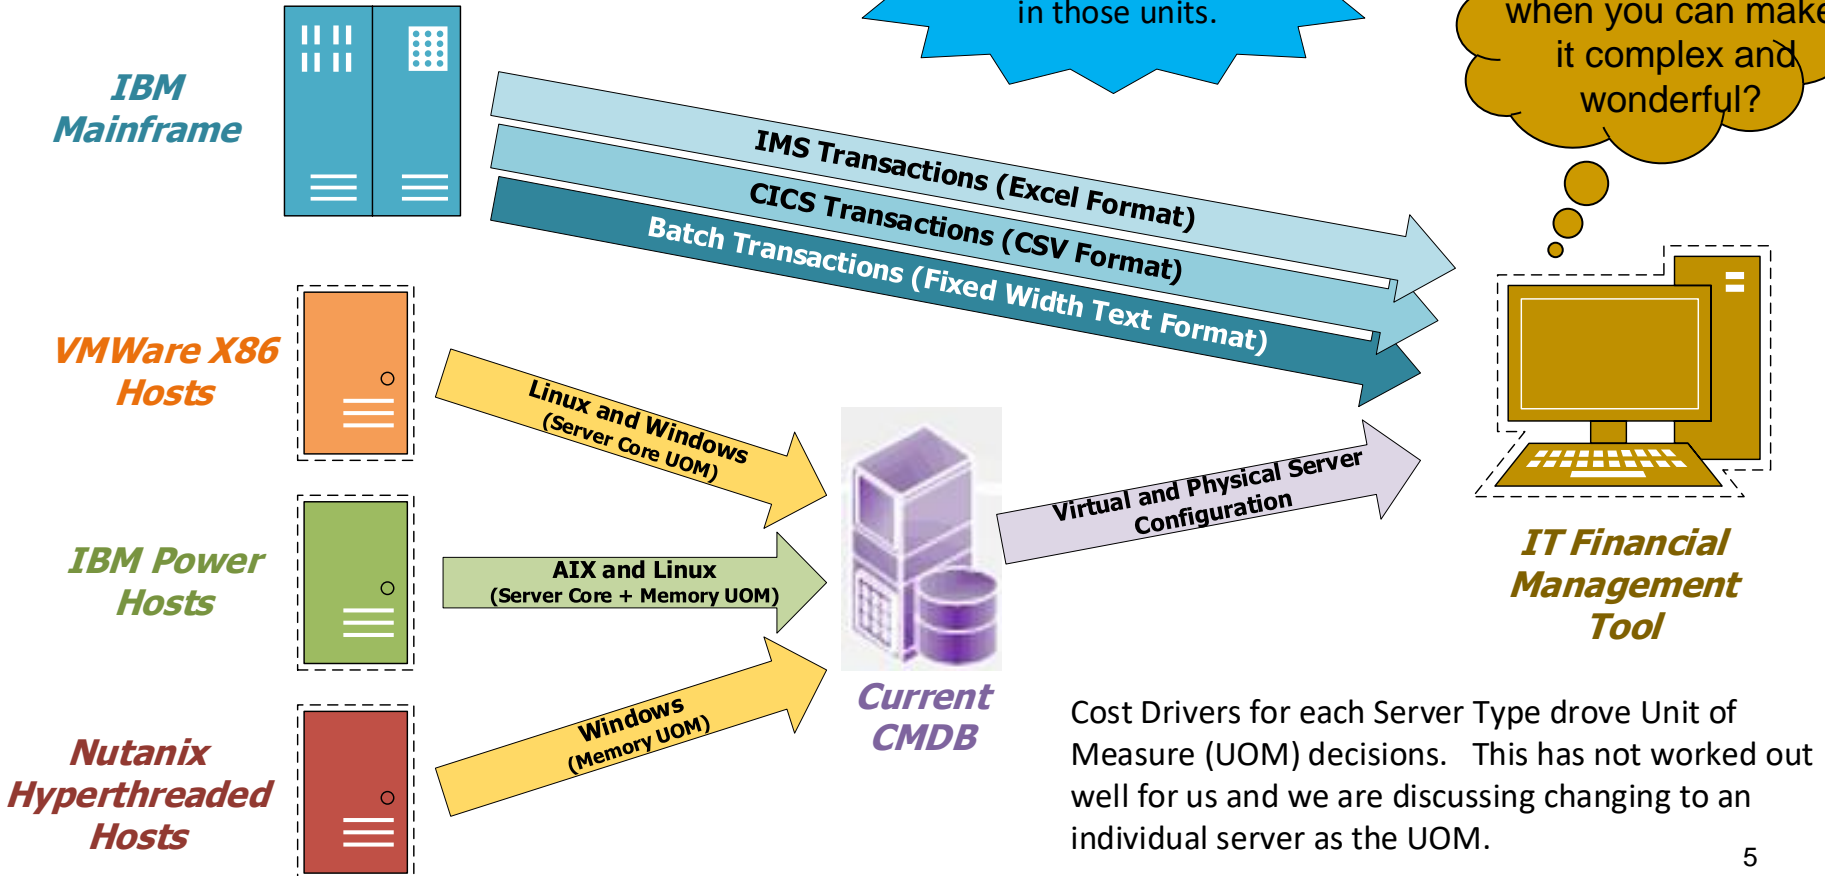 in those units.
when you can make
it complex and
wonderful?
IBM
Mainframe
IMS Transactions (Excel Format)
CICS Transactions (CSV Format)
Batch Transactions (Fixed Width Text Format)
VMWare X86
Hosts
Linux and Windows
(Server Core UOM)
Virtual and Physical Server
Configuration
IBM Power
Hosts
AIX and Linux
(Server Core + Memory UOM)
IT Financial
Management
Tool
Nutanix
Hyperthreaded
Hosts
Windows
(Memory UOM)
Current
CMDB
Cost Drivers for each Server Type drove Unit of
Measure (UOM) decisions. This has not worked out
well for us and we are discussing changing to an
individual server as the UOM.
5